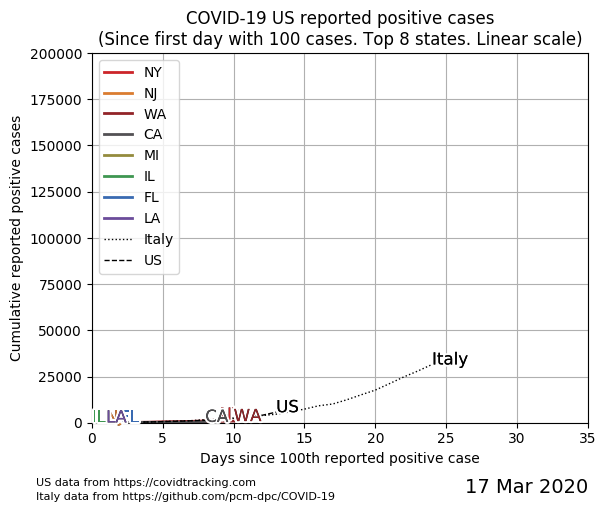 COVID-19 US reported positive cases
(Since first day with 100 cases. Top 8 states. Linear scale)
Cumulative reported positive cases
200000
175000
150000
125000
100000
75000
50000
25000
0
NY
NJ
WA
CA
MI
IL
FL
LA
Italy
US
Italy
US
IL
LA
FL
CA
WA
0 5 10 15 20 25 30 35
Days since 100th reported positive case
US data from https://covidtracking.com
Italy data from https://github.com/pcm-dpc/COVID-19
17 Mar 2020